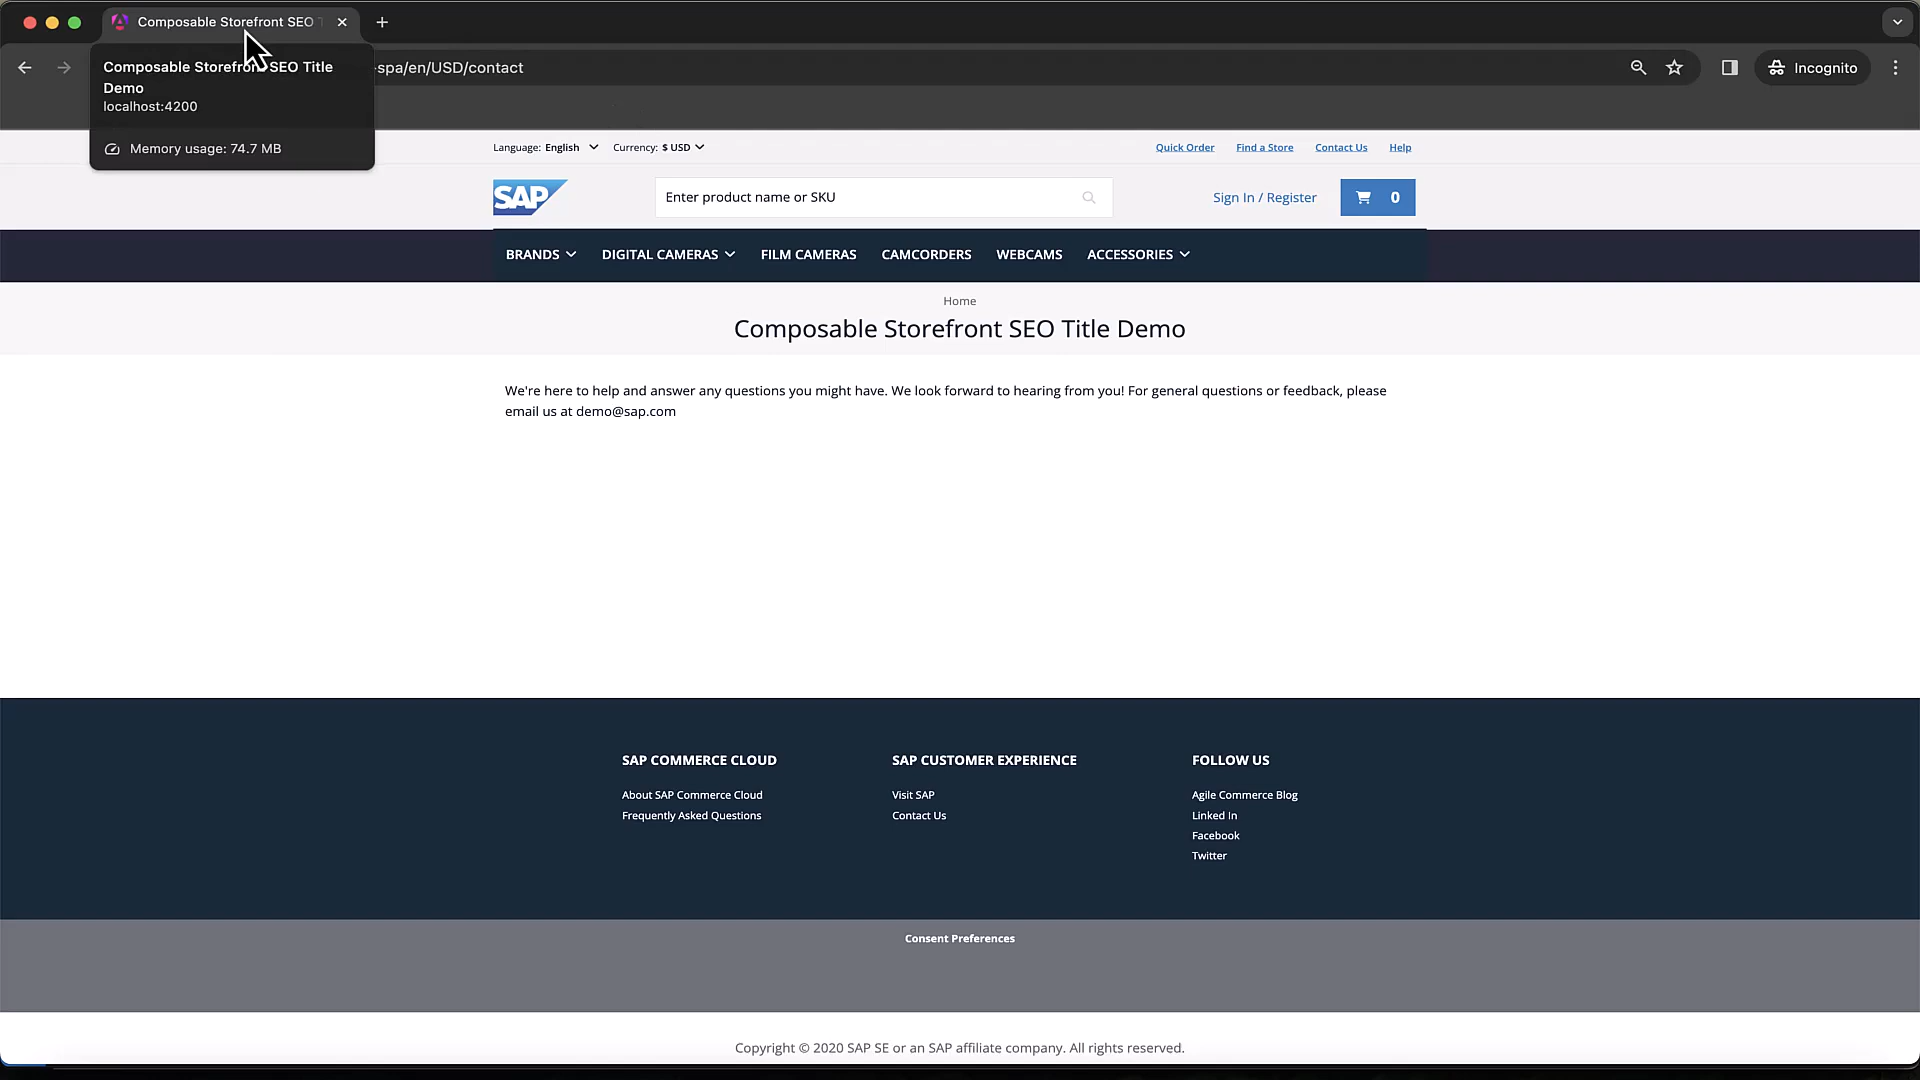 Composable Storefront SEO
Composable Storefront SEO Title
Demo
localhost:4200
Memory usage: 74.7 MB
-spa/en/USD/contact
Incognito
Language: English
Currency: $ USD
Quick Order
Find a Store
Contact Us
Help
SAP
Enter product name or SKU
Sign In / Register
0
BRANDS
DIGITAL CAMERAS
FILM CAMERAS
CAMCORDERS
WEBCAMS
ACCESSORIES
Home
Composable Storefront SEO Title Demo
We're here to help and answer any questions you might have. We look forward to hearing from you! For general questions or feedback, please
email us at demo@sap.com
SAP COMMERCE CLOUD
About SAP Commerce Cloud
Frequently Asked Questions
SAP CUSTOMER EXPERIENCE
Visit SAP
Contact Us
FOLLOW US
Agile Commerce Blog
Linked In
Facebook
Twitter
Consent Preferences
Copyright © 2020 SAP SE or an SAP affiliate company. All rights reserved.